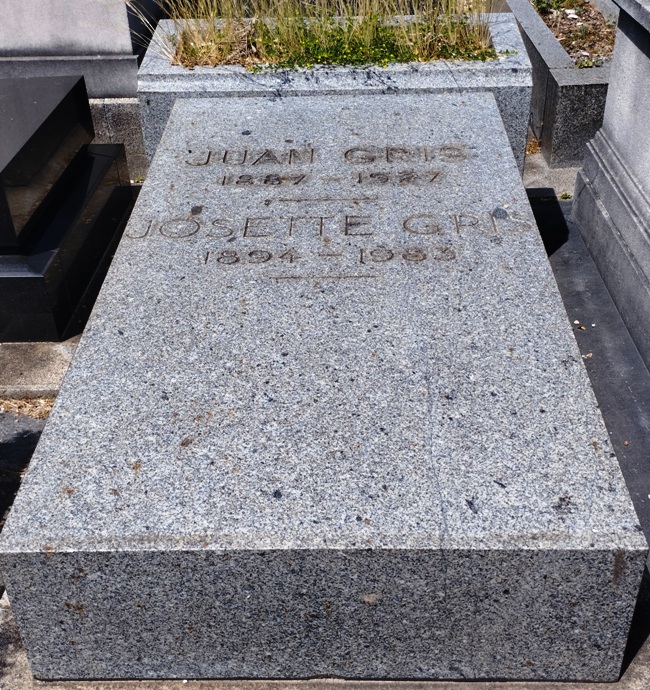 JUAN GRIS
1887 - 1927
JOSETTE GRIS
1894 - 1983